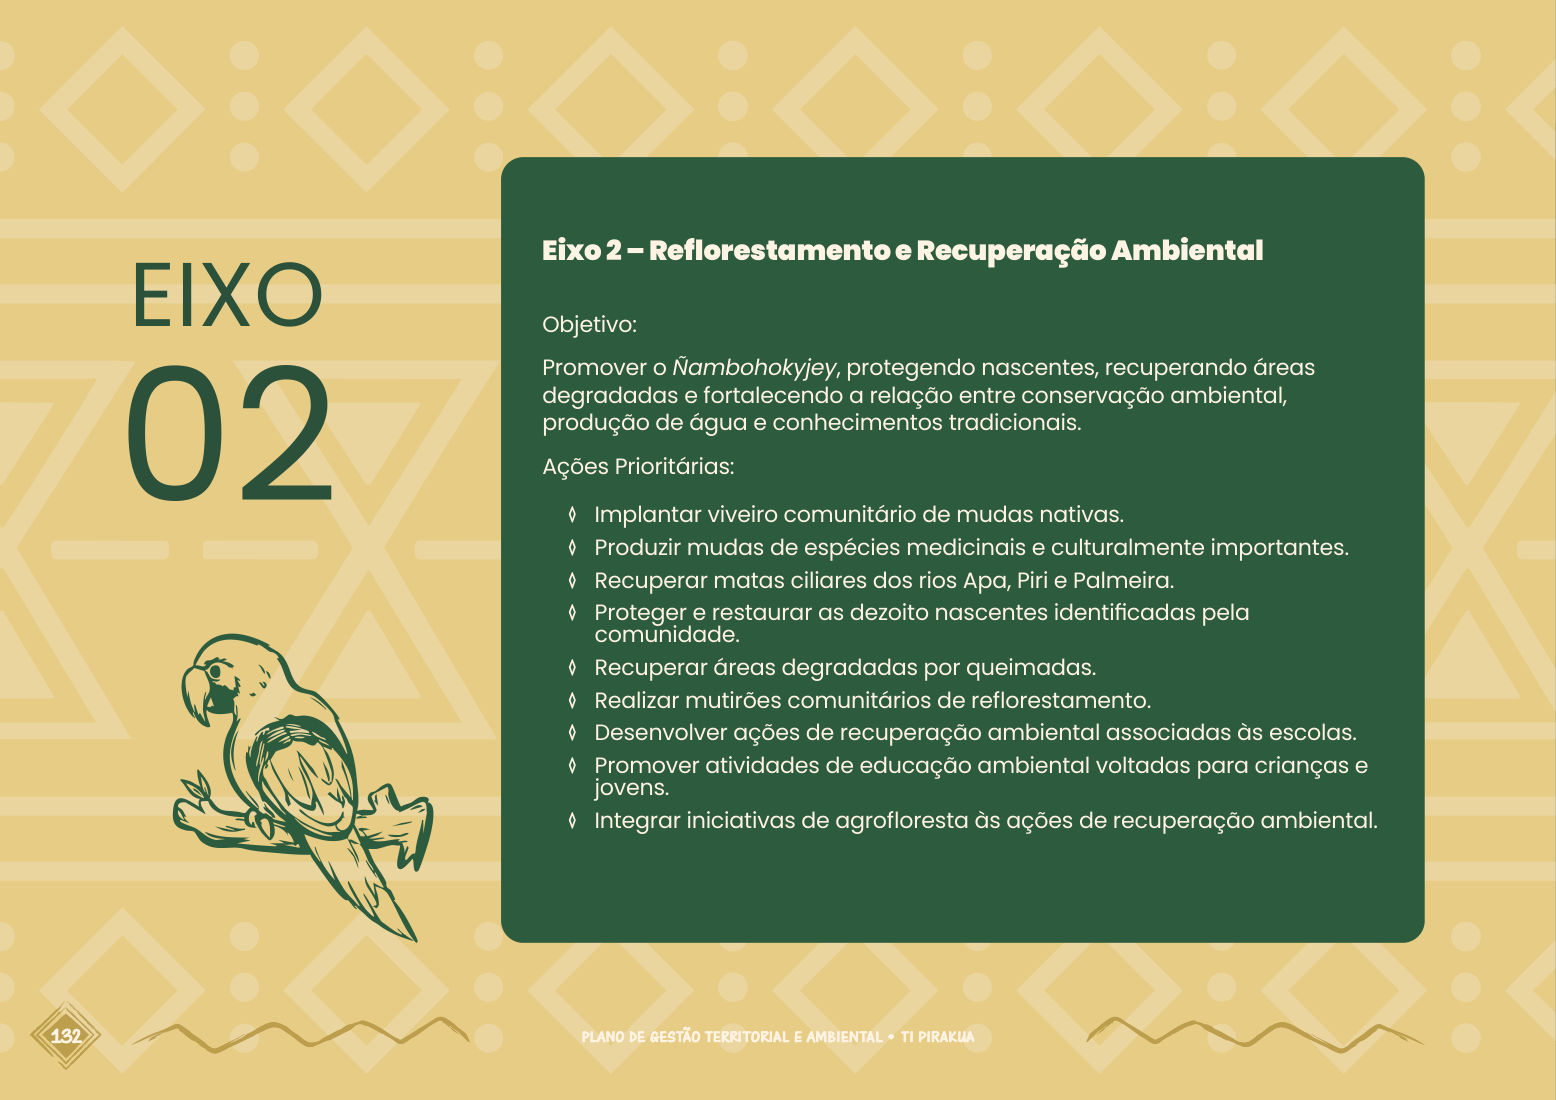 EIXO
02
Eixo 2 – Reflorestamento e Recuperação Ambiental
Objetivo:
Promover o Ñambohokyjey, protegendo nascentes, recuperando áreas
degradadas e fortalecendo a relação entre conservação ambiental,
produção de água e conhecimentos tradicionais.
Ações Prioritárias:
◊ Implantar viveiro comunitário de mudas nativas.
◊ Produzir mudas de espécies medicinais e culturalmente importantes.
◊ Recuperar matas ciliares dos rios Apa, Piri e Palmeira.
◊ Proteger e restaurar as dezoito nascentes identificadas pela
comunidade.
◊ Recuperar áreas degradadas por queimadas.
◊ Realizar mutirões comunitários de reflorestamento.
◊ Desenvolver ações de recuperação ambiental associadas às escolas.
◊ Promover atividades de educação ambiental voltadas para crianças e
jovens.
◊ Integrar iniciativas de agrofloresta às ações de recuperação ambiental.
132
PLANO DE GESTÃO TERRITORIAL E AMBIENTAL • TI PIRAKUA